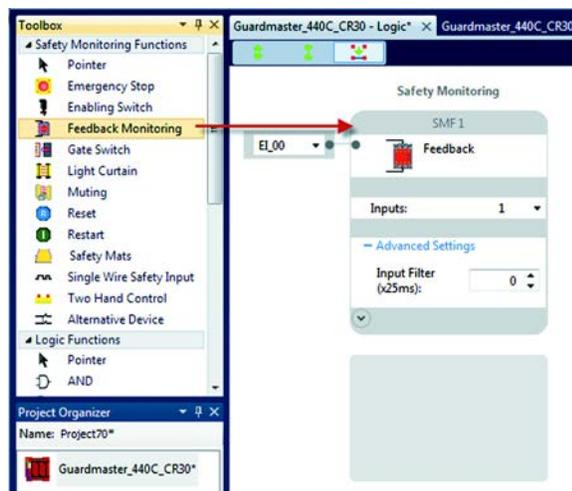 Toolbox
Safety Monitoring Functions
Pointer
Emergency Stop
Enabling Switch
Feedback Monitoring
Gate Switch
Light Curtain
Muting
Reset
Restart
Safety Mats
Single Wire Safety Input
Two Hand Control
Alternative Device
Logic Functions
Pointer
AND
Project Organizer
Name: Project70*
Guardmaster_440C_CR30*
Guardmaster_440C_CR30 - Logic*
Guardmaster_440C_CR30
Safety Monitoring
SMF 1
EI_00
Feedback
Inputs: 1
Advanced Settings
Input Filter 0
(x25ms):